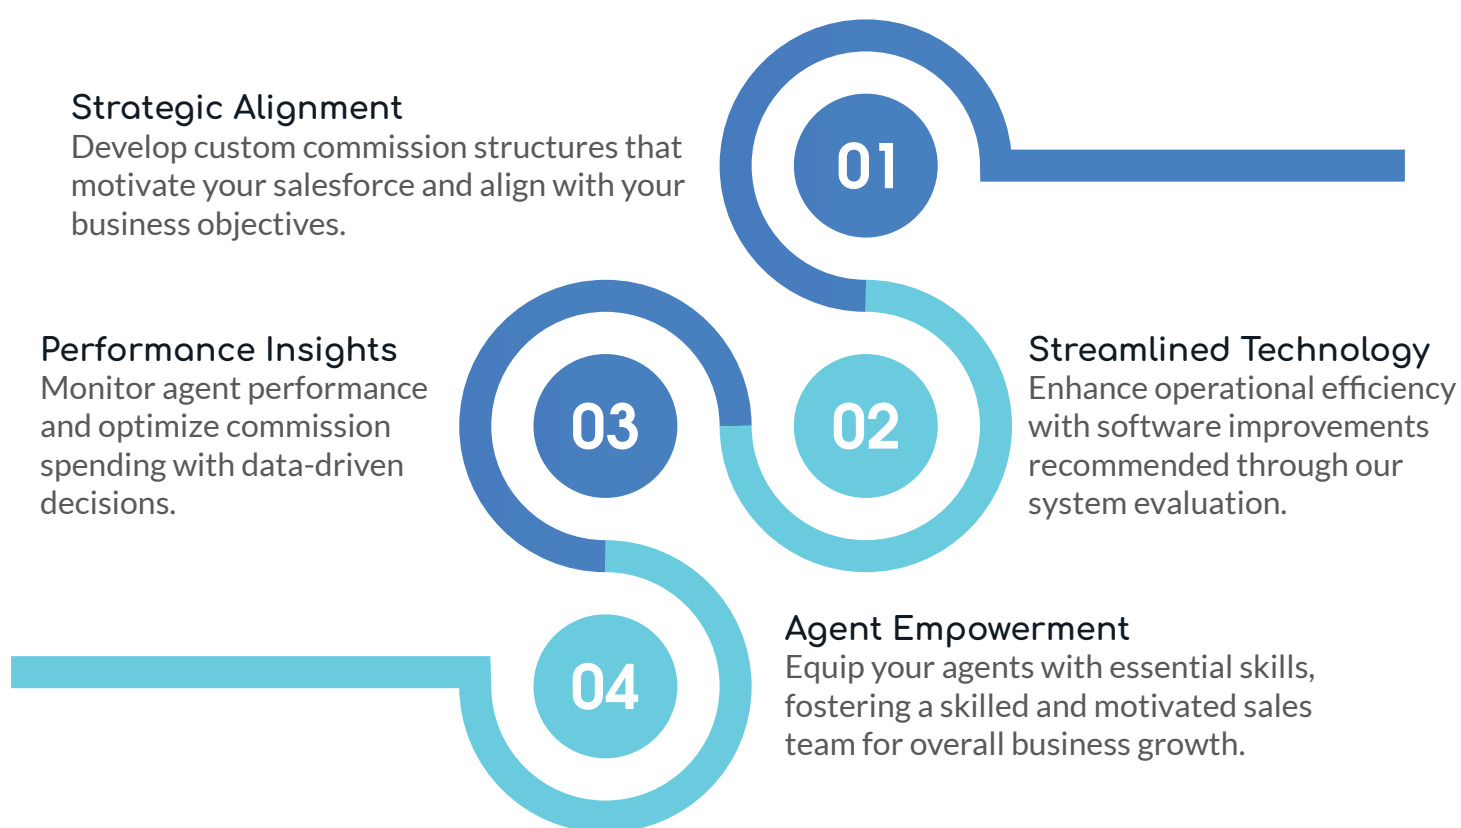 01
Strategic Alignment
Develop custom commission structures that
motivate your salesforce and align with your
business objectives.
02
Streamlined Technology
Enhance operational efficiency
with software improvements
recommended through our
system evaluation.
03
Performance Insights
Monitor agent performance
and optimize commission
spending with data-driven
decisions.
04
Agent Empowerment
Equip your agents with essential skills,
fostering a skilled and motivated sales
team for overall business growth.